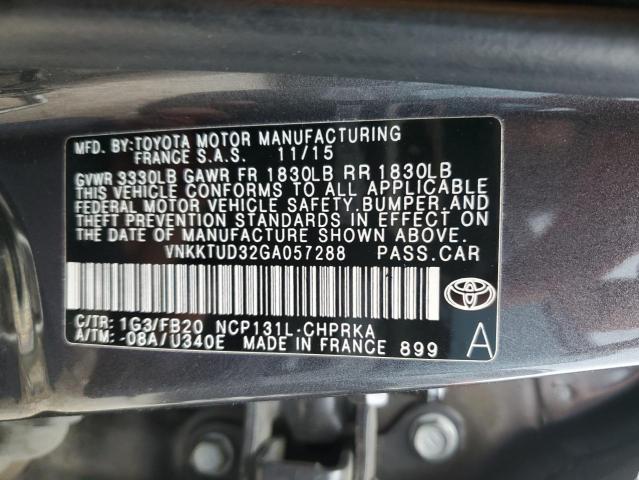 MFD. BY:TOYOTA MOTOR MANUFACTURING
FRANCE S.A.S. 11/15
GVWR 3330LB GAWR FR 1830LB RR 1830LB
THIS VEHICLE CONFORMS TO ALL APPLICABLE
FEDERAL MOTOR VEHICLE SAFETY,BUMPER,AND
THEFT PREVENTION STANDARDS IN EFFECT ON
THE DATE OF MANUFACTURE SHOWN ABOVE.
VNKKTUD32GA057288 PASS.CAR
C/TR: 1G3/FB20 NCP131L-CHPRKA
A/TM: -08A/U340E MADE IN FRANCE 899
A